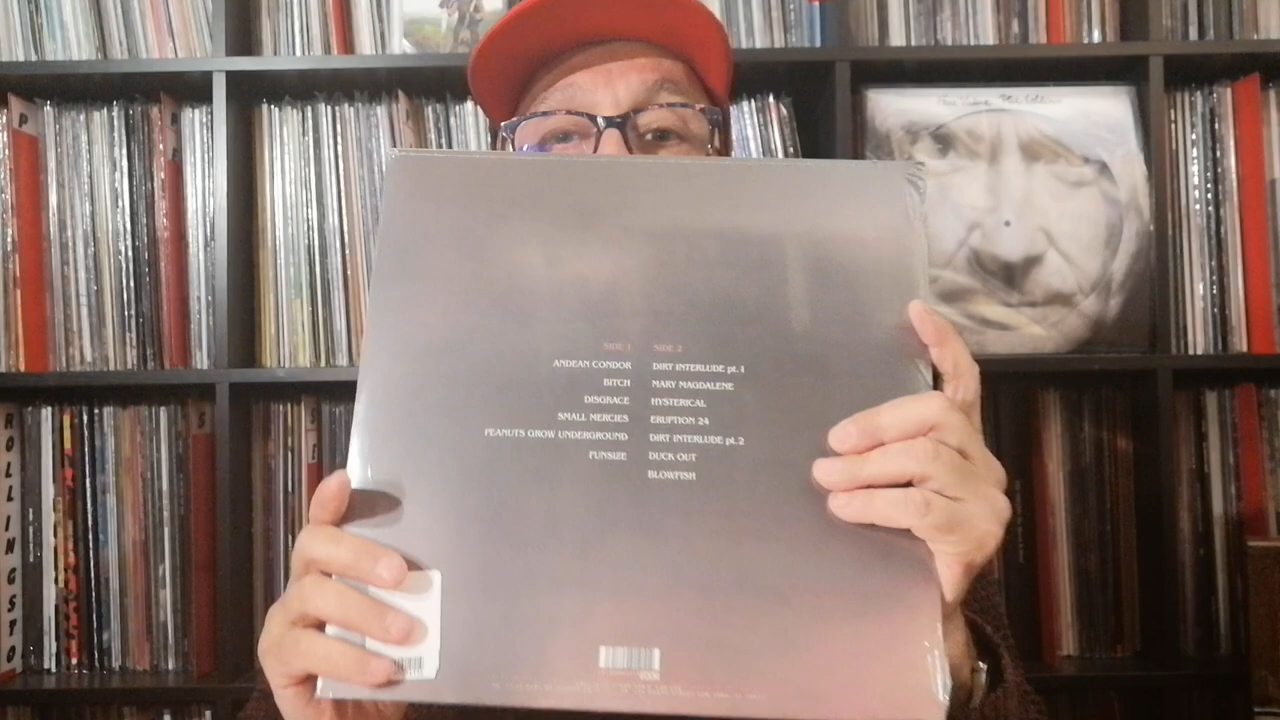 SIDE 1
ANDEAN CONDOR
BITCH
DISGRACE
SMALL MERCIES
PEANUTS GROW UNDERGROUND
FUNSIZE
SIDE 2
DIRT INTERLUDE pt. 1
MARY MAGDALENE
HYSTERICAL
ERUPTION 24
DIRT INTERLUDE pt. 2
DUCK OUT
BLOWFISH
P
P
S
S
ROLLINGSTO